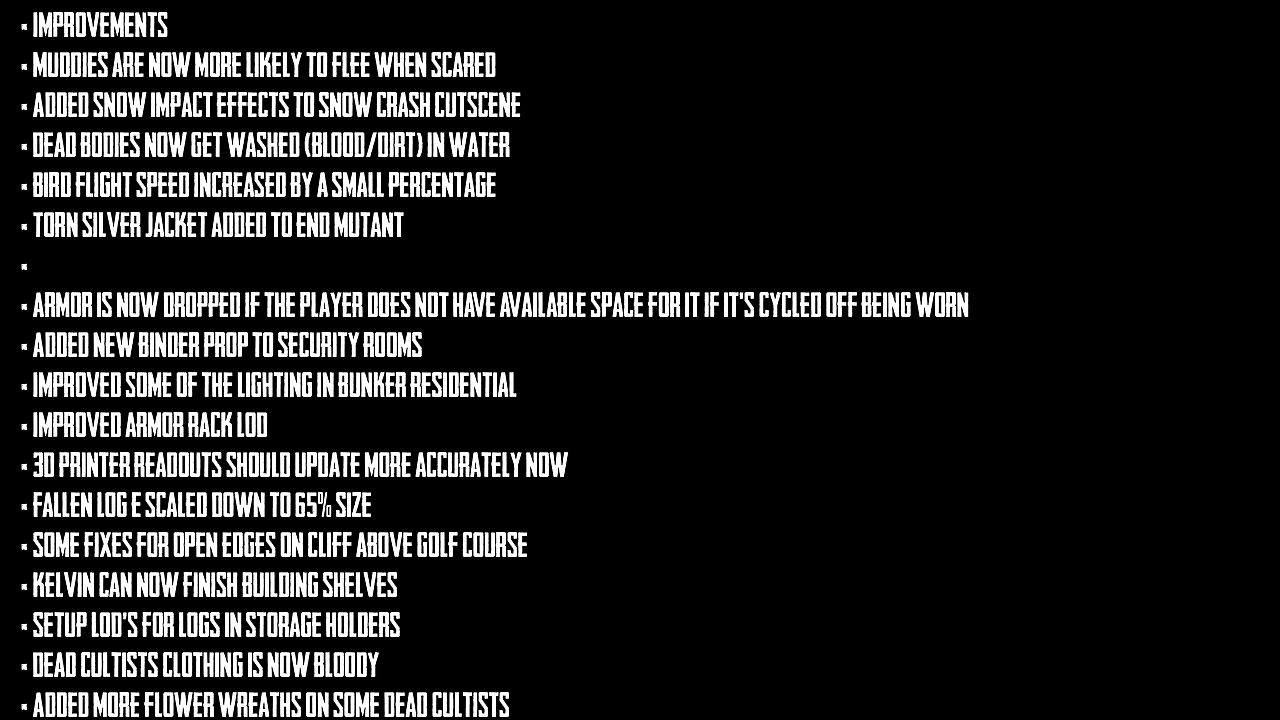 • IMPROVEMENTS
• MUDDIES ARE NOW MORE LIKELY TO FLEE WHEN SCARED
• ADDED SNOW IMPACT EFFECTS TO SNOW CRASH CUTSCENE
• DEAD BODIES NOW GET WASHED (BLOOD/DIRT) IN WATER
• BIRD FLIGHT SPEED INCREASED BY A SMALL PERCENTAGE
• TORN SILVER JACKET ADDED TO END MUTANT
•
• ARMOR IS NOW DROPPED IF THE PLAYER DOES NOT HAVE AVAILABLE SPACE FOR IT IF IT'S CYCLED OFF BEING WORN
• ADDED NEW BINDER PROP TO SECURITY ROOMS
• IMPROVED SOME OF THE LIGHTING IN BUNKER RESIDENTIAL
• IMPROVED ARMOR RACK LOD
• 3D PRINTER READOUTS SHOULD UPDATE MORE ACCURATELY NOW
• FALLEN LOG E SCALED DOWN TO 65% SIZE
• SOME FIXES FOR OPEN EDGES ON CLIFF ABOVE GOLF COURSE
• KELVIN CAN NOW FINISH BUILDING SHELVES
• SETUP LOD'S FOR LOGS IN STORAGE HOLDERS
• DEAD CULTISTS CLOTHING IS NOW BLOODY
• ADDED MORE FLOWER WREATHS ON SOME DEAD CULTISTS